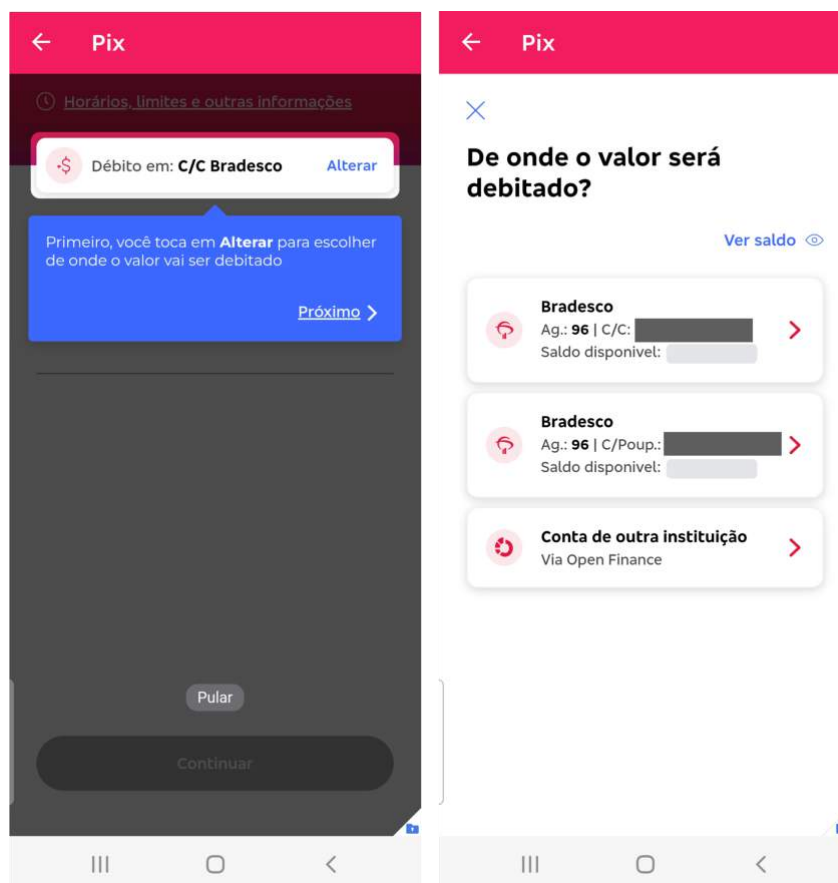 Pix
Horários, limites e outras informações
Débito em: C/C Bradesco Alterar
Primeiro, você toca em Alterar para escolher
de onde o valor vai ser debitado
Próximo
Pular
Continuar
Pix
De onde o valor será
debitado?
Ver saldo
Bradesco
Ag.: 96 | C/C:
Saldo disponivel:
Bradesco
Ag.: 96 | C/Poup.:
Saldo disponivel:
Conta de outra instituição
Via Open Finance